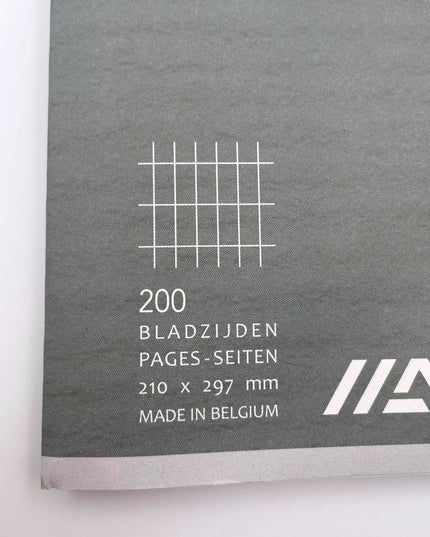 200
BLADZIJDEN
PAGES-SEITEN
210 x 297 mm
MADE IN BELGIUM